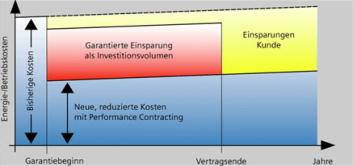 Energie-/Betriebskosten
Bisherige Kosten
Garantierte Einsparung
als Investitionsvolumen
Einsparungen
Kunde
Neue, reduzierte Kosten
mit Performance Contracting
Garantiebeginn
Vertragsende
Jahre